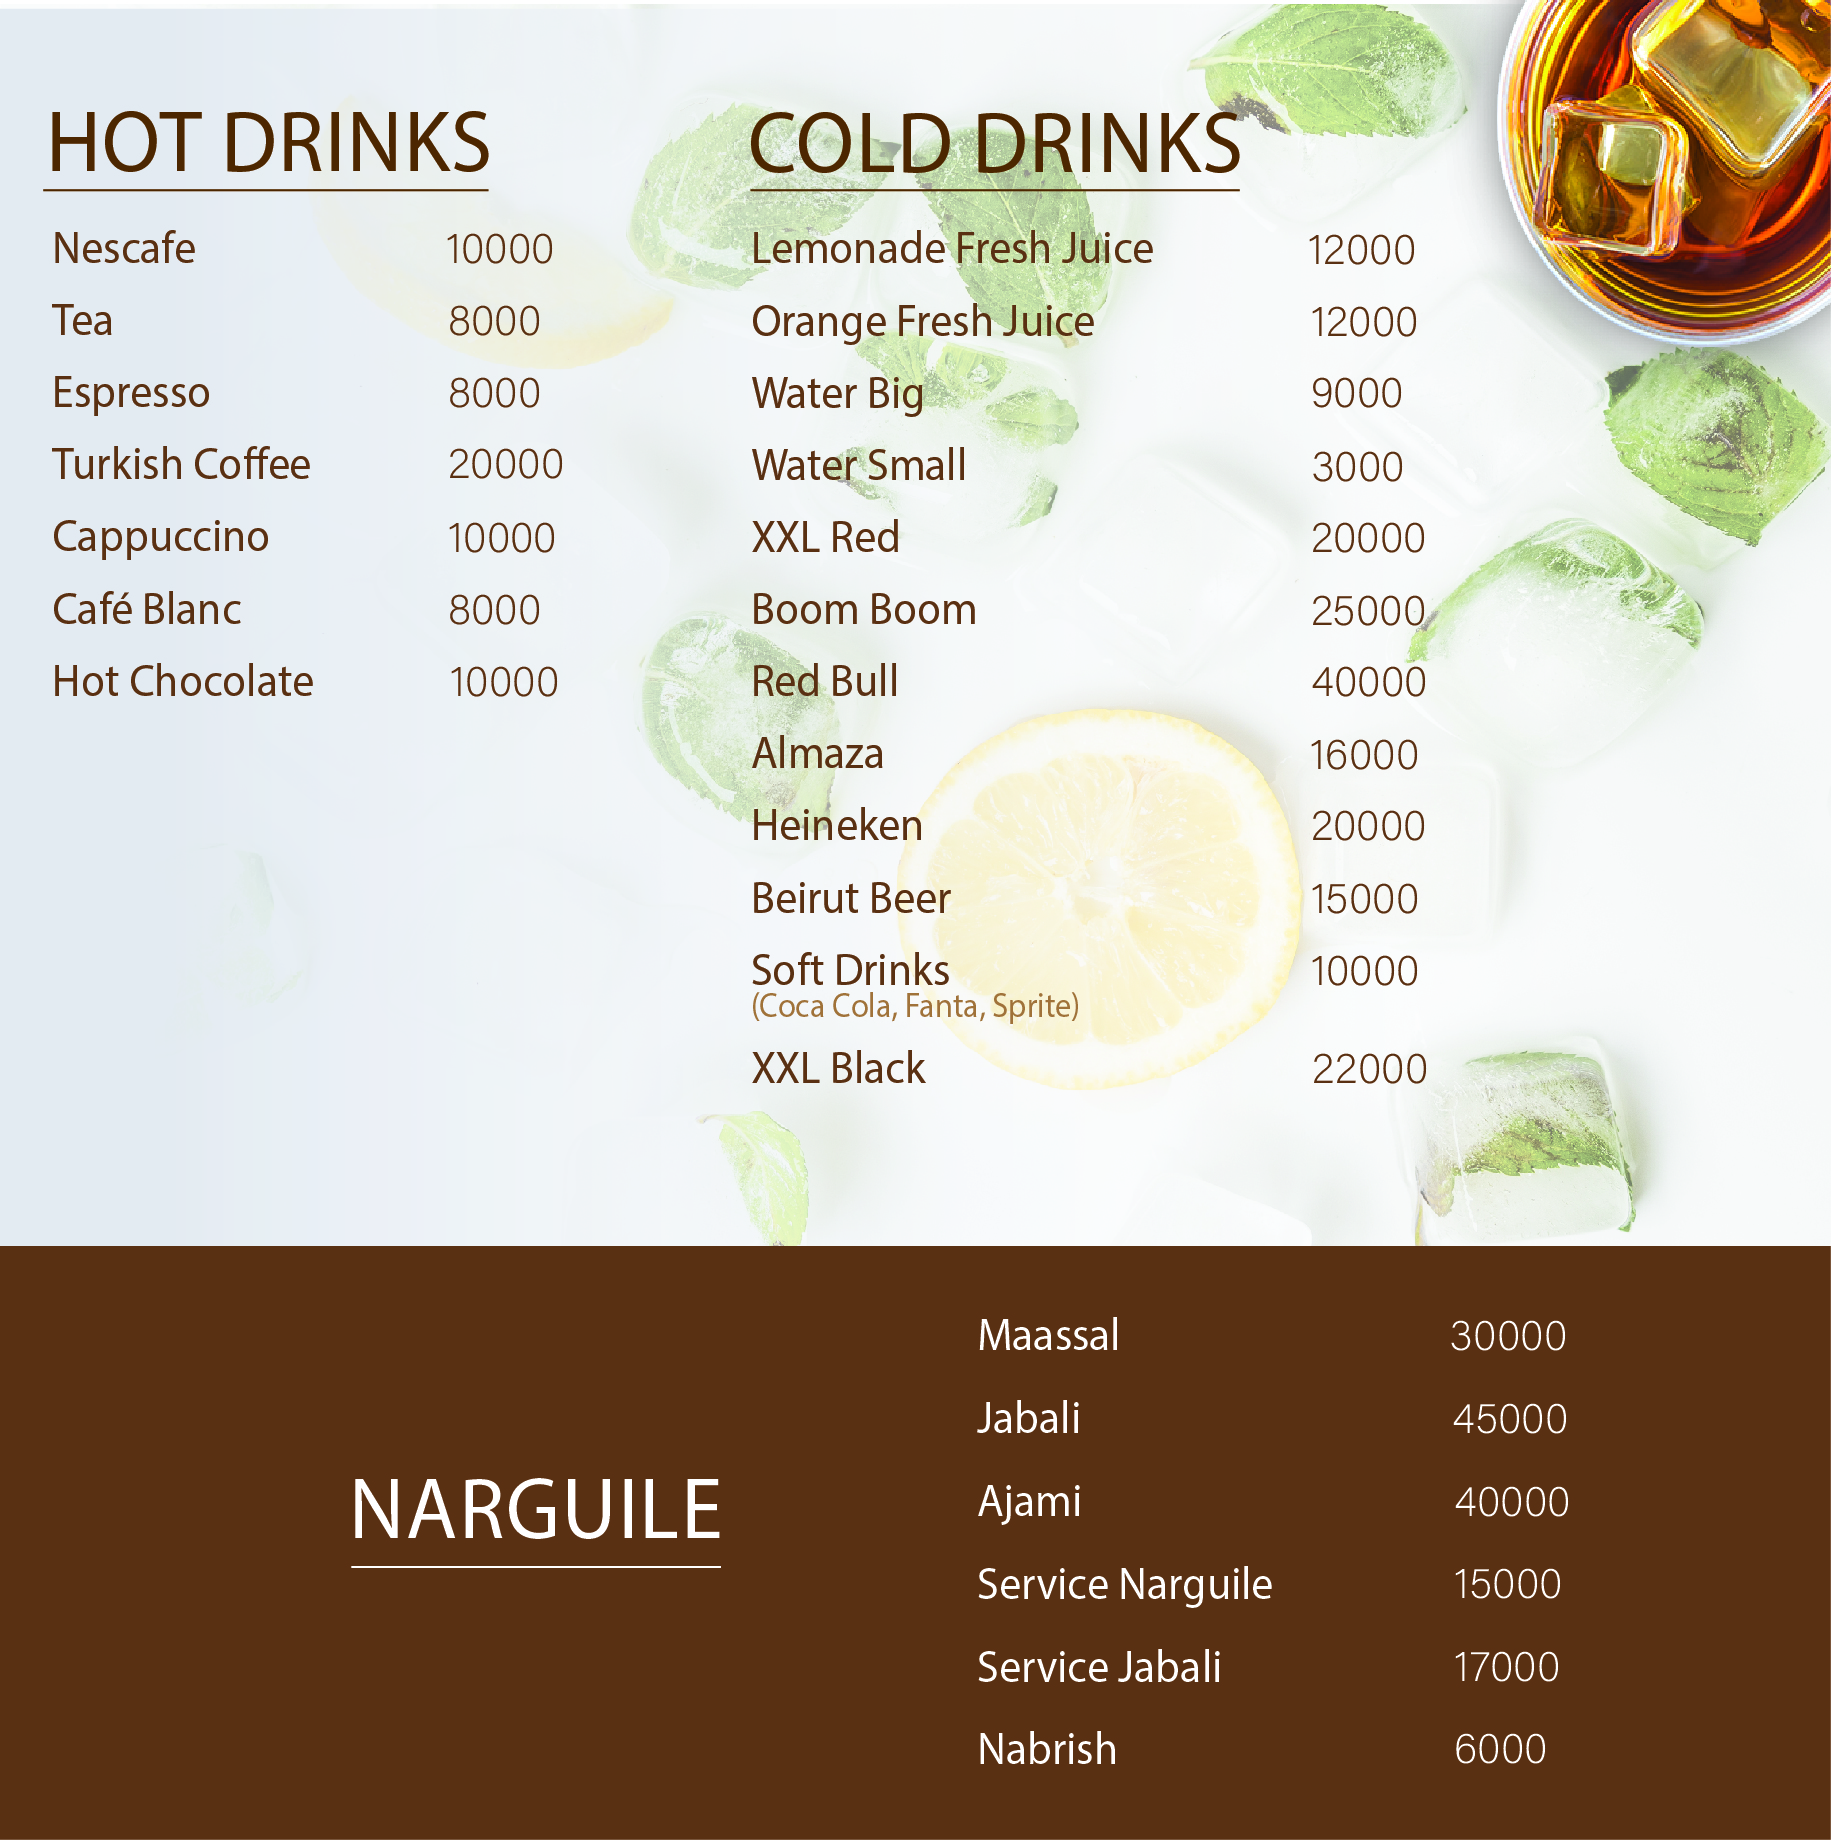 HOT DRINKS
Nescafe 10000
Tea 8000
Espresso 8000
Turkish Coffee 20000
Cappuccino 10000
Café Blanc 8000
Hot Chocolate 10000
COLD DRINKS
Lemonade Fresh Juice 12000
Orange Fresh Juice 12000
Water Big 9000
Water Small 3000
XXL Red 20000
Boom Boom 25000
Red Bull 40000
Almaza 16000
Heineken 20000
Beirut Beer 15000
Soft Drinks 10000
(Coca Cola, Fanta, Sprite)
XXL Black 22000
NARGUILE
Maassal 30000
Jabali 45000
Ajami 40000
Service Narguile 15000
Service Jabali 17000
Nabrish 6000